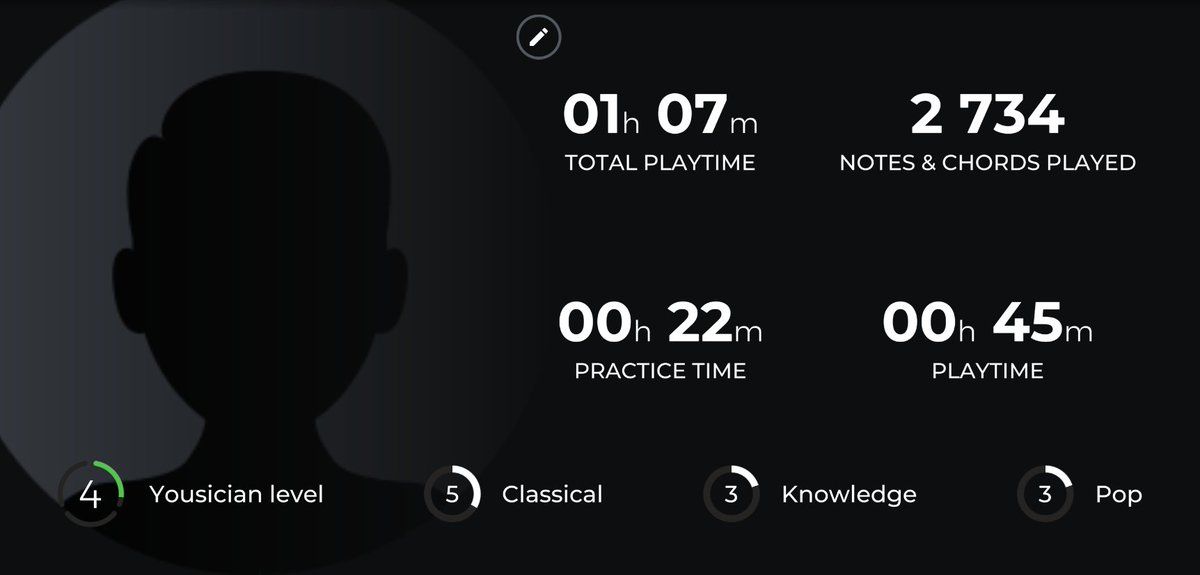 01h 07m
TOTAL PLAYTIME
2 734
NOTES & CHORDS PLAYED
00h 22m
PRACTICE TIME
00h 45m
PLAYTIME
4 Yousician level
5 Classical
3 Knowledge
3 Pop